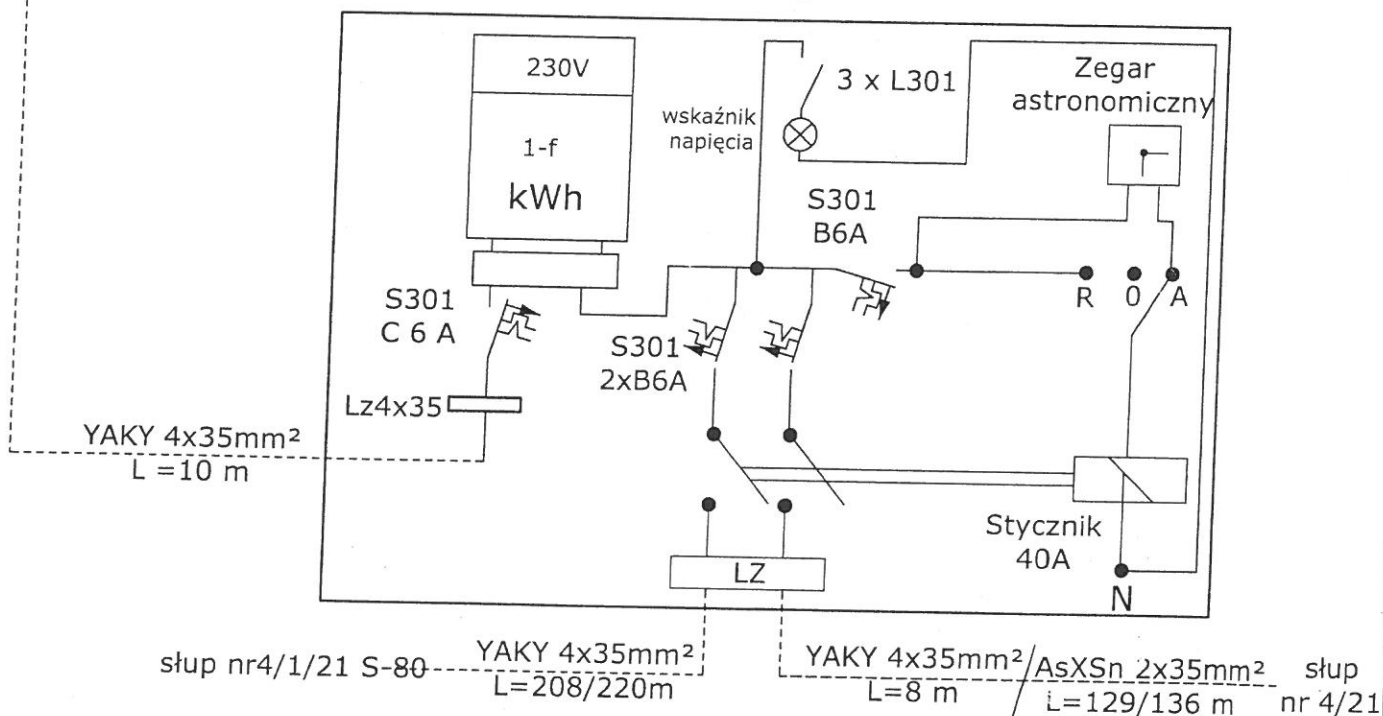 230V
1-f
kWh
wskaźnik
napięcia
3 x L301
Zegar
astronomiczny
S301
B6A
S301
C 6 A
S301
2xB6A
R 0 A
Lz4x35
YAKY 4x35mm²
L =10 m
Stycznik
40A
LZ
N
słup nr4/1/21 S-80
YAKY 4x35mm²
L=208/220m
YAKY 4x35mm²
L=8 m
AsXSn 2x35mm²
L=129/136 m
słup
nr 4/21